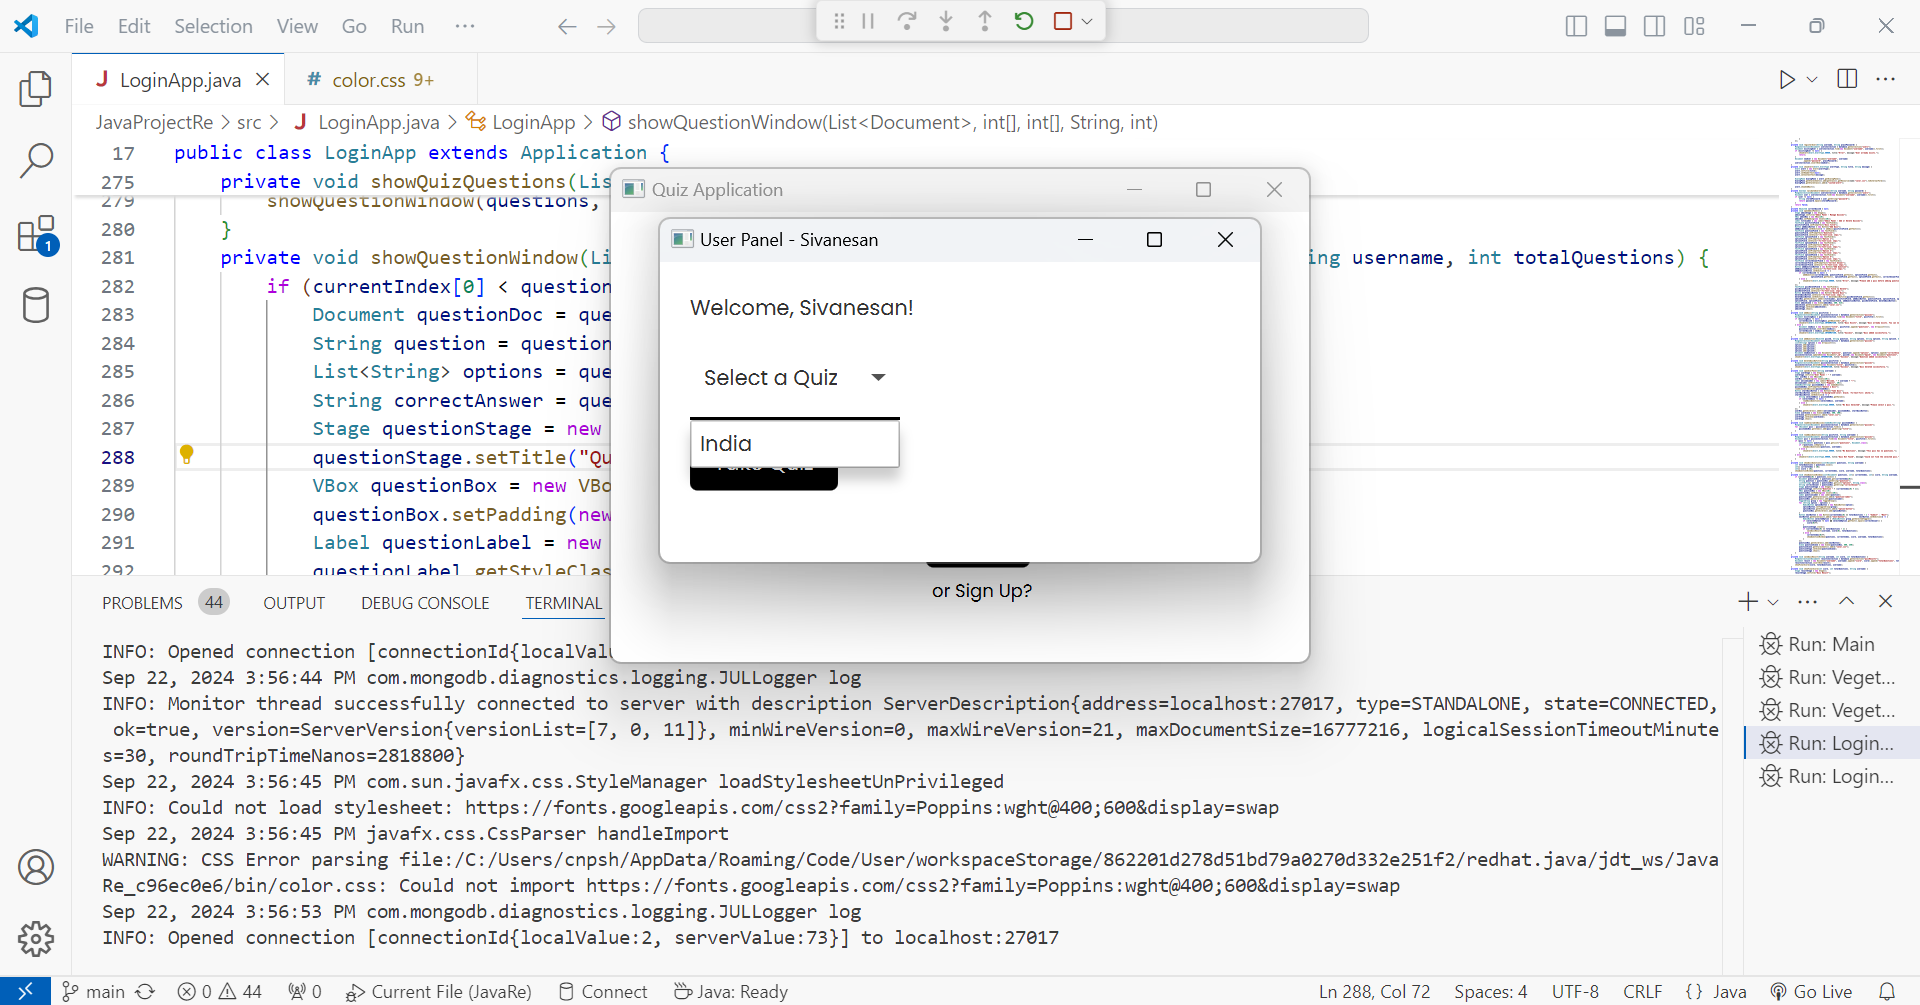 File Edit Selection View Go Run ···
LoginApp.java
# color.css 9+
JavaProjectRe > src > J LoginApp.java > LoginApp > showQuestionWindow(List<Document>, int[], int[], String, int)
17 public class LoginApp extends Application {
275 private void showQuizQuestions(Lis
279 showQuestionWindow(questions,
280 }
281 private void showQuestionWindow(Li
ing username, int totalQuestions) {
282 if (currentIndex[0] < question
283 Document questionDoc = que
284 String question = question
285 List<String> options = que
286 String correctAnswer = que
287 Stage questionStage = new
288 questionStage.setTitle("Qu
289 VBox questionBox = new VBo
290 questionBox.setPadding(new
291 Label questionLabel = new
292 questionLabel.getStyleClas
Quiz Application
User Panel - Sivanesan
Welcome, Sivanesan!
Select a Quiz
India
Take Quiz
or Sign Up?
1
PROBLEMS 44 OUTPUT DEBUG CONSOLE TERMINAL
INFO: Opened connection [connectionId{localValu
Sep 22, 2024 3:56:44 PM com.mongodb.diagnostics.logging.JULLogger log
INFO: Monitor thread successfully connected to server with description ServerDescription{address=localhost:27017, type=STANDALONE, state=CONNECTED,
ok=true, version=ServerVersion{versionList=[7, 0, 11]}, minWireVersion=0, maxWireVersion=21, maxDocumentSize=16777216, logicalSessionTimeoutMinute
s=30, roundTripTimeNanos=2818800}
Sep 22, 2024 3:56:45 PM com.sun.javafx.css.StyleManager loadStylesheetUnPrivileged
INFO: Could not load stylesheet: https://fonts.googleapis.com/css2?family=Poppins:wght@400;600&display=swap
Sep 22, 2024 3:56:45 PM javafx.css.CssParser handleImport
WARNING: CSS Error parsing file:/C:/Users/cnpsh/AppData/Roaming/Code/User/workspaceStorage/862201d278d51bd79a0270d332e251f2/redhat.java/jdt_ws/Java
Re_c96ec0e6/bin/color.css: Could not import https://fonts.googleapis.com/css2?family=Poppins:wght@400;600&display=swap
Sep 22, 2024 3:56:53 PM com.mongodb.diagnostics.logging.JULLogger log
INFO: Opened connection [connectionId{localValue:2, serverValue:73}] to localhost:27017
Run: Main
Run: Veget...
Run: Veget...
Run: Login...
Run: Login...
main 0 44 0 Current File (JavaRe) Connect Java: Ready
Ln 288, Col 72 Spaces: 4 UTF-8 CRLF {} Java Go Live